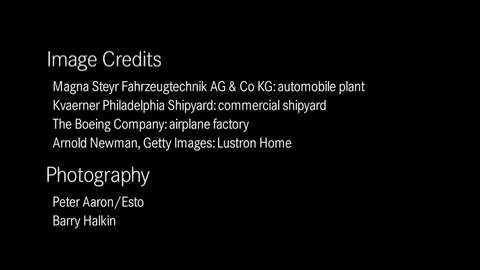 Image Credits
Magna Steyr Fahrzeugtechnik AG & Co KG: automobile plant
Kvaerner Philadelphia Shipyard: commercial shipyard
The Boeing Company: airplane factory
Arnold Newman, Getty Images: Lustron Home
Photography
Peter Aaron/Esto
Barry Halkin